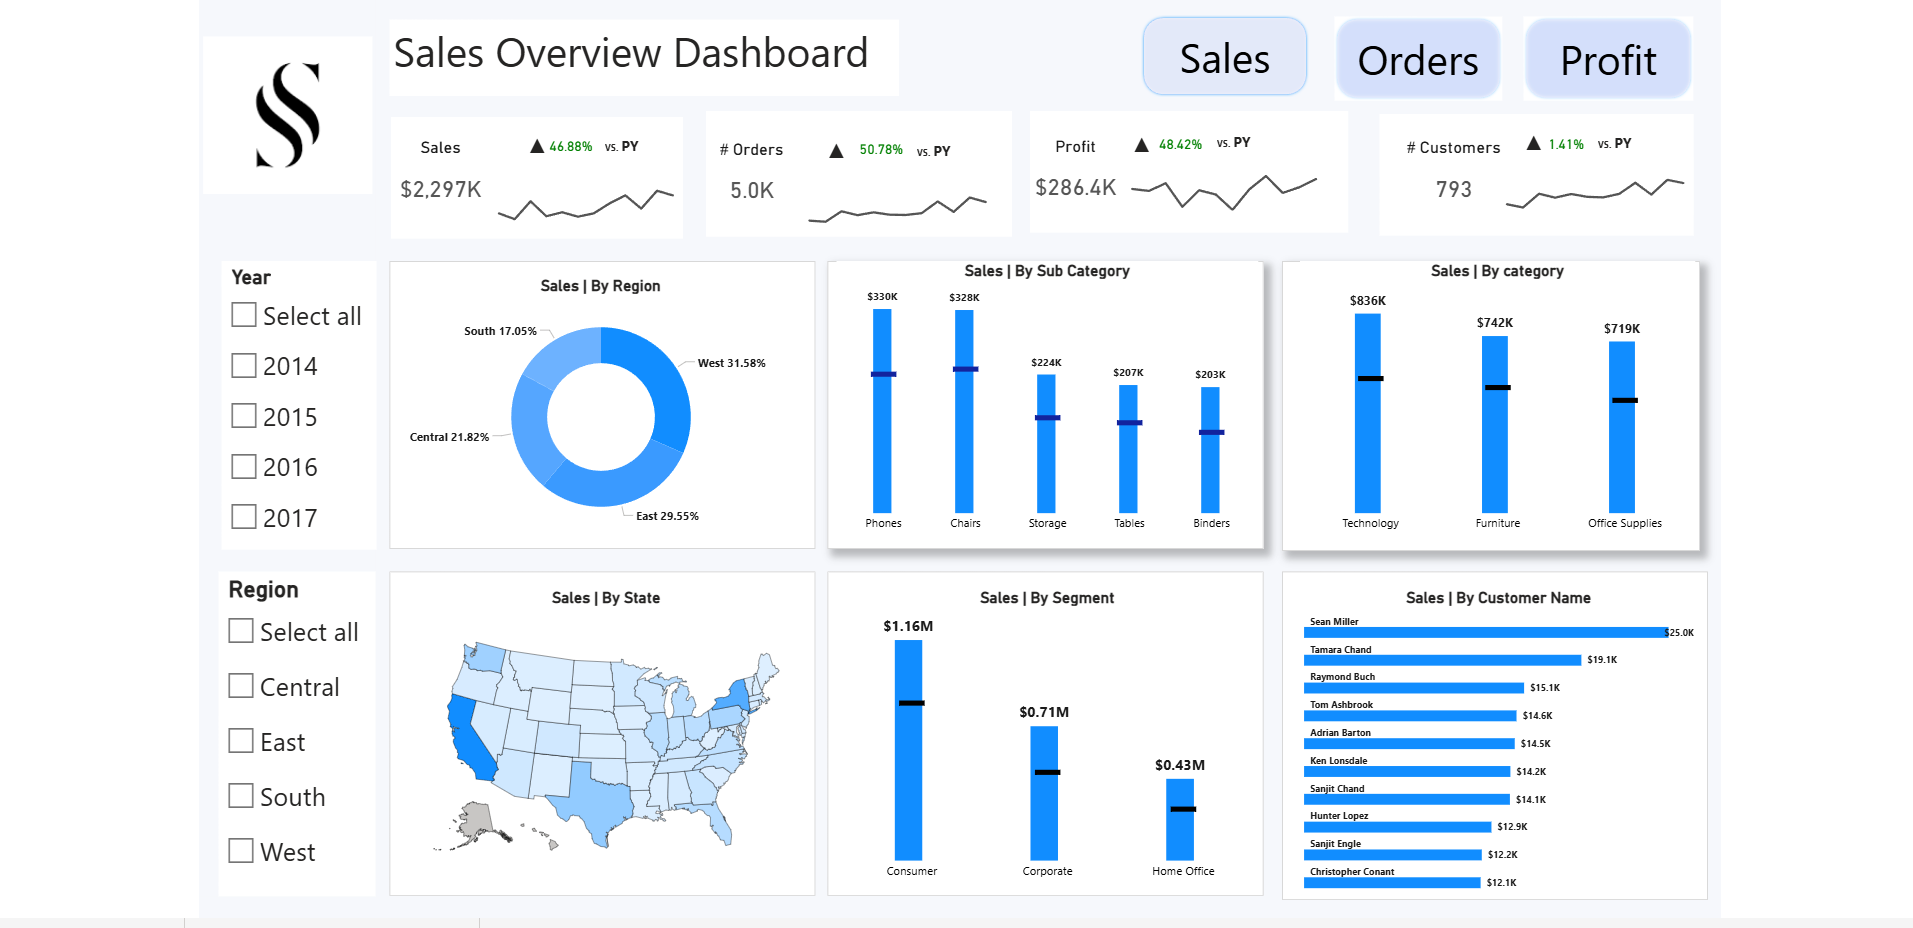 Sales Overview Dashboard
Sales
Orders
Profit
Sales
▲ 46.88% vs. PY
$2,297K
# Orders
▲ 50.78% vs. PY
5.0K
Profit
▲ 48.42% vs. PY
$286.4K
# Customers
▲ 1.41% vs. PY
793
Year
Select all
2014
2015
2016
2017
Region
Select all
Central
East
South
West
Sales | By Region
South 17.05%
West 31.58%
Central 21.82%
East 29.55%
Sales | By Sub Category
$330K
$328K
$224K
$207K
$203K
Phones
Chairs
Storage
Tables
Binders
Sales | By category
$836K
$742K
$719K
Technology
Furniture
Office Supplies
Sales | By State
Sales | By Segment
$1.16M
$0.71M
$0.43M
Consumer
Corporate
Home Office
Sales | By Customer Name
Sean Miller
$25.0K
Tamara Chand
$19.1K
Raymond Buch
$15.1K
Tom Ashbrook
$14.6K
Adrian Barton
$14.5K
Ken Lonsdale
$14.2K
Sanjit Chand
$14.1K
Hunter Lopez
$12.9K
Sanjit Engle
$12.2K
Christopher Conant
$12.1K